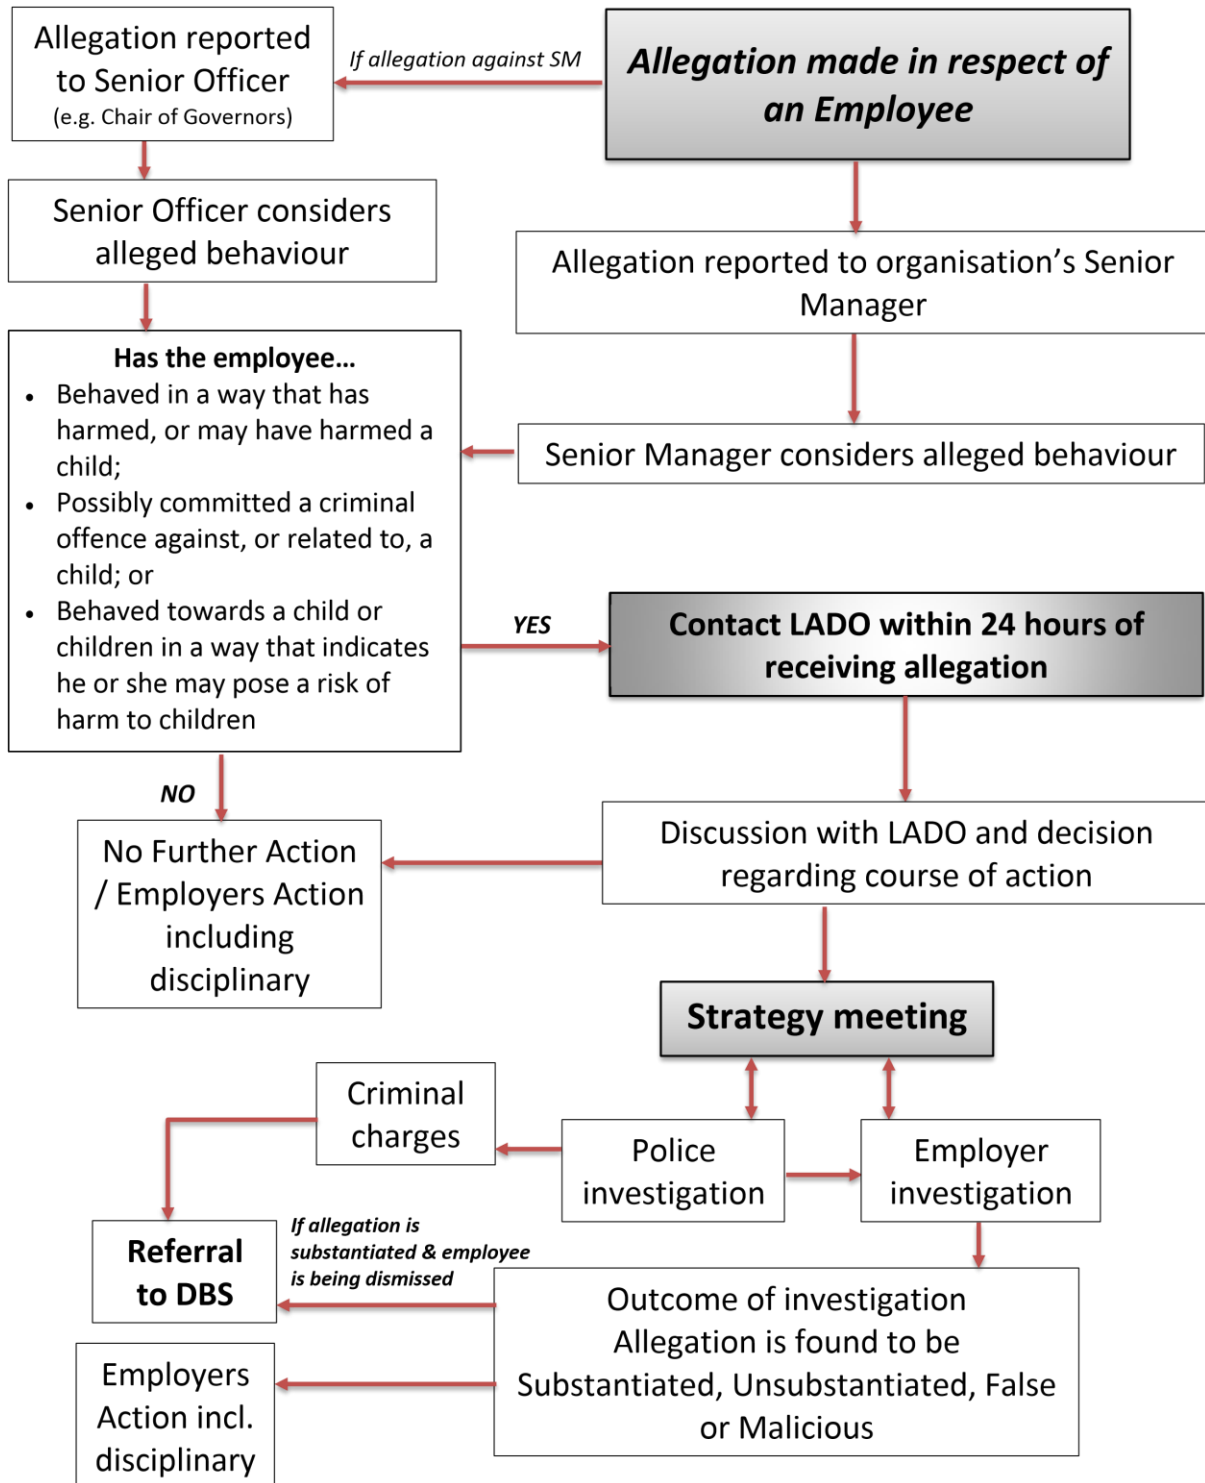 Allegation reported
to Senior Officer
(e.g. Chair of Governors)
If allegation against SM
Allegation made in respect of
an Employee
Senior Officer considers
alleged behaviour
Allegation reported to organisation’s Senior
Manager
Has the employee...
• Behaved in a way that has
harmed, or may have harmed a
child;
• Possibly committed a criminal
offence against, or related to, a
child; or
• Behaved towards a child or
children in a way that indicates
he or she may pose a risk of
harm to children
Senior Manager considers alleged behaviour
YES
Contact LADO within 24 hours of
receiving allegation
NO
No Further Action
/ Employers Action
including
disciplinary
Discussion with LADO and decision
regarding course of action
Strategy meeting
Criminal
charges
Police
investigation
Employer
investigation
Referral
to DBS
If allegation is
substantiated & employee
is being dismissed
Outcome of investigation
Allegation is found to be
Substantiated, Unsubstantiated, False
or Malicious
Employers
Action incl.
disciplinary